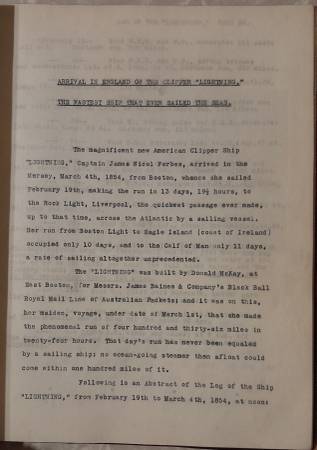 ARRIVAL IN ENGLAND OF THE CLIPPER "LIGHTNING."
THE FASTEST SHIP THAT EVER SAILED THE SEAS.
The magnificent new American Clipper Ship
"LIGHTNING," Captain James Nicol Forbes, arrived in the
Mersey, March 4th, 1854, from Boston, whence she sailed
February 19th, making the run in 13 days, 19½ hours, to
the Rock Light, Liverpool, the quickest passage ever made,
up to that time, across the Atlantic by a sailing vessel.
Her run from Boston Light to Eagle Island (coast of Ireland)
occupied only 10 days, and to the Calf of Man only 11 days,
a rate of sailing altogether unprecedented.
The "LIGHTNING" was built by Donald McKay, at
East Boston, for Messrs. James Baines & Company's Black Ball
Royal Mail Line of Australian Packets; and it was on this,
her maiden, voyage, under date of March 1st, that she made
the phenomenal run of four hundred and thirty-six miles in
twenty-four hours. That day's run has never been equaled
by a sailing ship; no ocean-going steamer then afloat could
come within one hundred miles of it.
Following is an Abstract of the Log of the Ship
"LIGHTNING," from February 19th to March 4th, 1854, at noon: